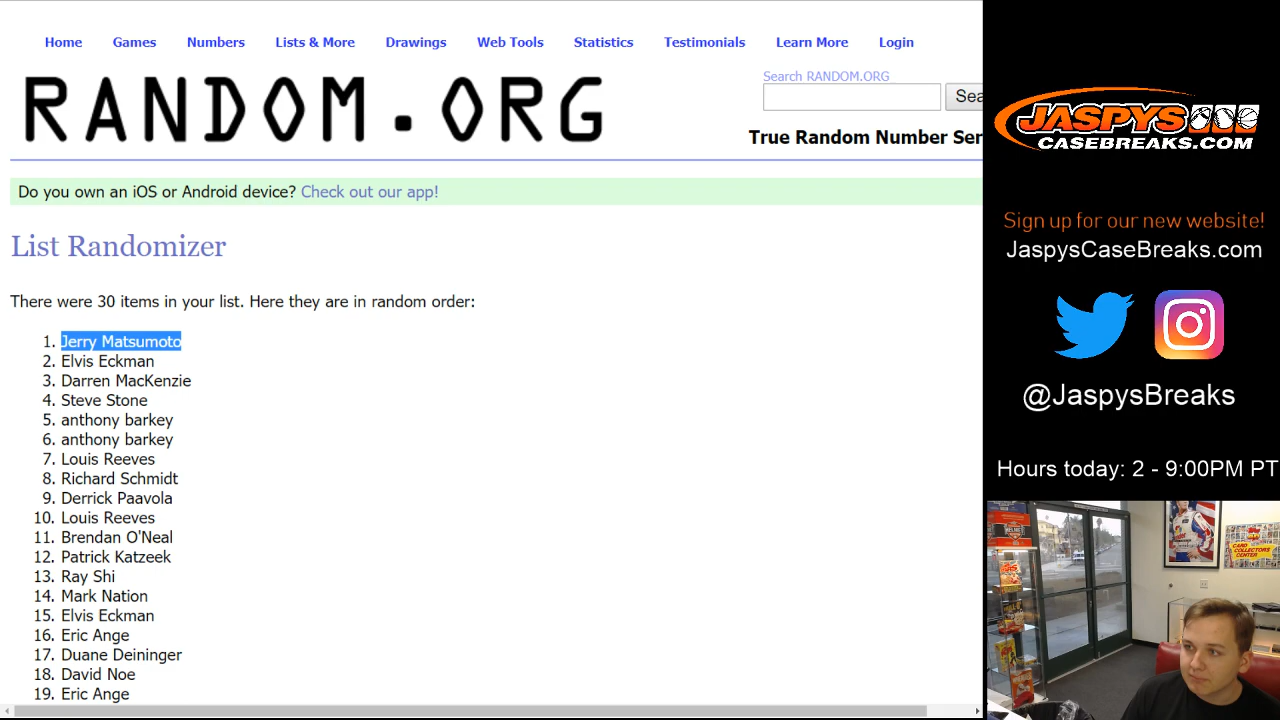 Home Games Numbers Lists & More Drawings Web Tools Statistics Testimonials Learn More Login
Search RANDOM.ORG
RANDOM.ORG
Sea
True Random Number Ser
Do you own an iOS or Android device? Check out our app!
List Randomizer
There were 30 items in your list. Here they are in random order:
1. Jerry Matsumoto
2. Elvis Eckman
3. Darren MacKenzie
4. Steve Stone
5. anthony barkey
6. anthony barkey
7. Louis Reeves
8. Richard Schmidt
9. Derrick Paavola
10. Louis Reeves
11. Brendan O'Neal
12. Patrick Katzeek
13. Ray Shi
14. Mark Nation
15. Elvis Eckman
16. Eric Ange
17. Duane Deininger
18. David Noe
19. Eric Ange
JASPYS
CASEBREAKS.COM
Sign up for our new website!
JaspysCaseBreaks.com
@JaspysBreaks
Hours today: 2 - 9:00PM PT
CARD
COLLECTORS
CENTER